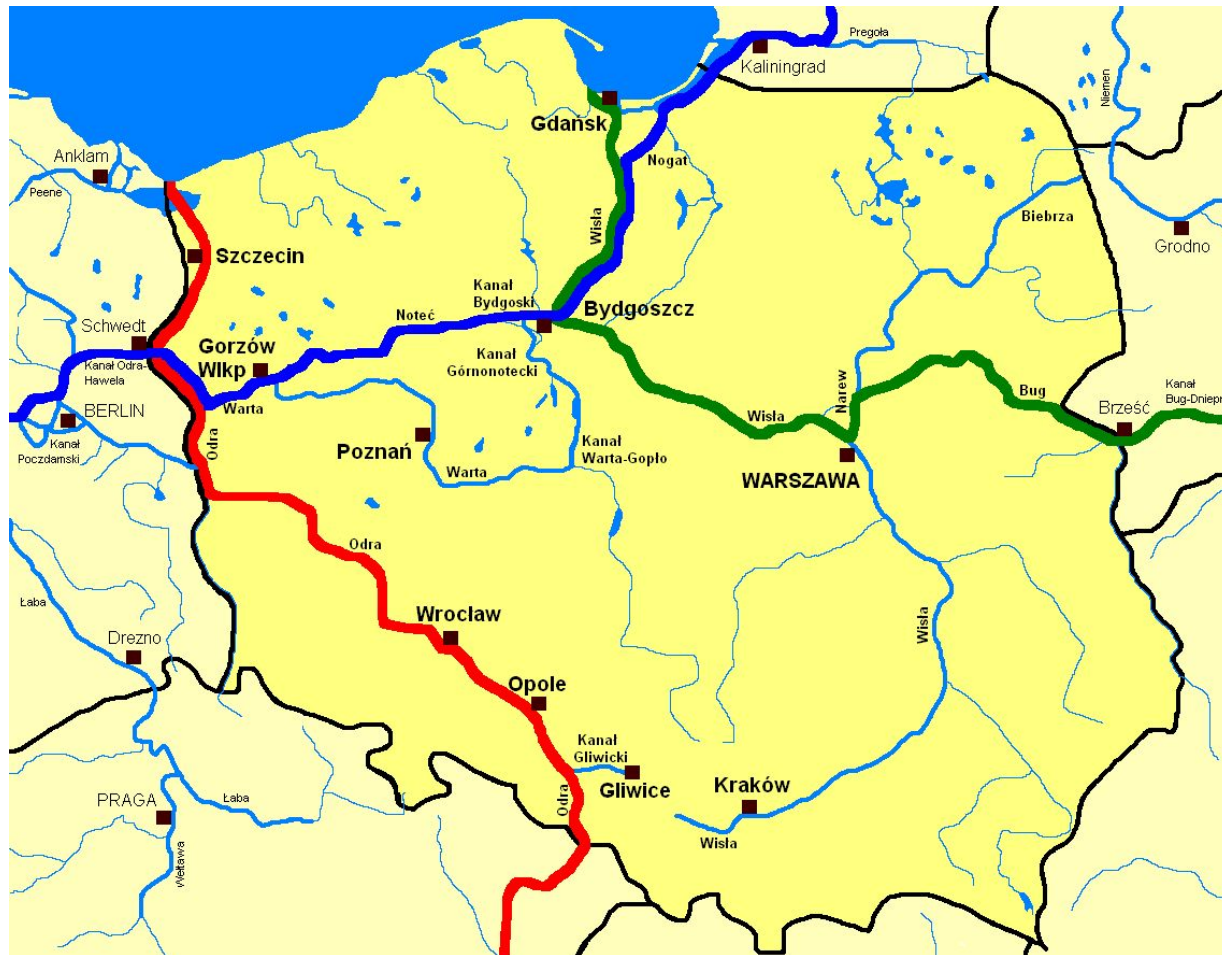 Pregoła
Kaliningrad
Niemen
Gdańsk
Anklam
Peene
Nogat
Wisła
Biebrza
Grodno
Szczecin
Kanał
Bydgoski
Bydgoszcz
Schwedt
Noteć
Gorzów
Wlkp
Kanał
Górnonotecki
Kanał Odra-
Hawela
Warta
BERLIN
Kanał
Poczdamski
Odra
Narew
Bug
Kanał
Bug-Dniepr
Brześć
Wisła
Poznań
Warta
Kanał
Warta-Gopło
WARSZAWA
Odra
Łaba
Wrocław
Wisła
Drezno
Opole
Kanał
Gliwicki
Gliwice
Kraków
Odra
Wisła
PRAGA
Łaba
Wełtawa